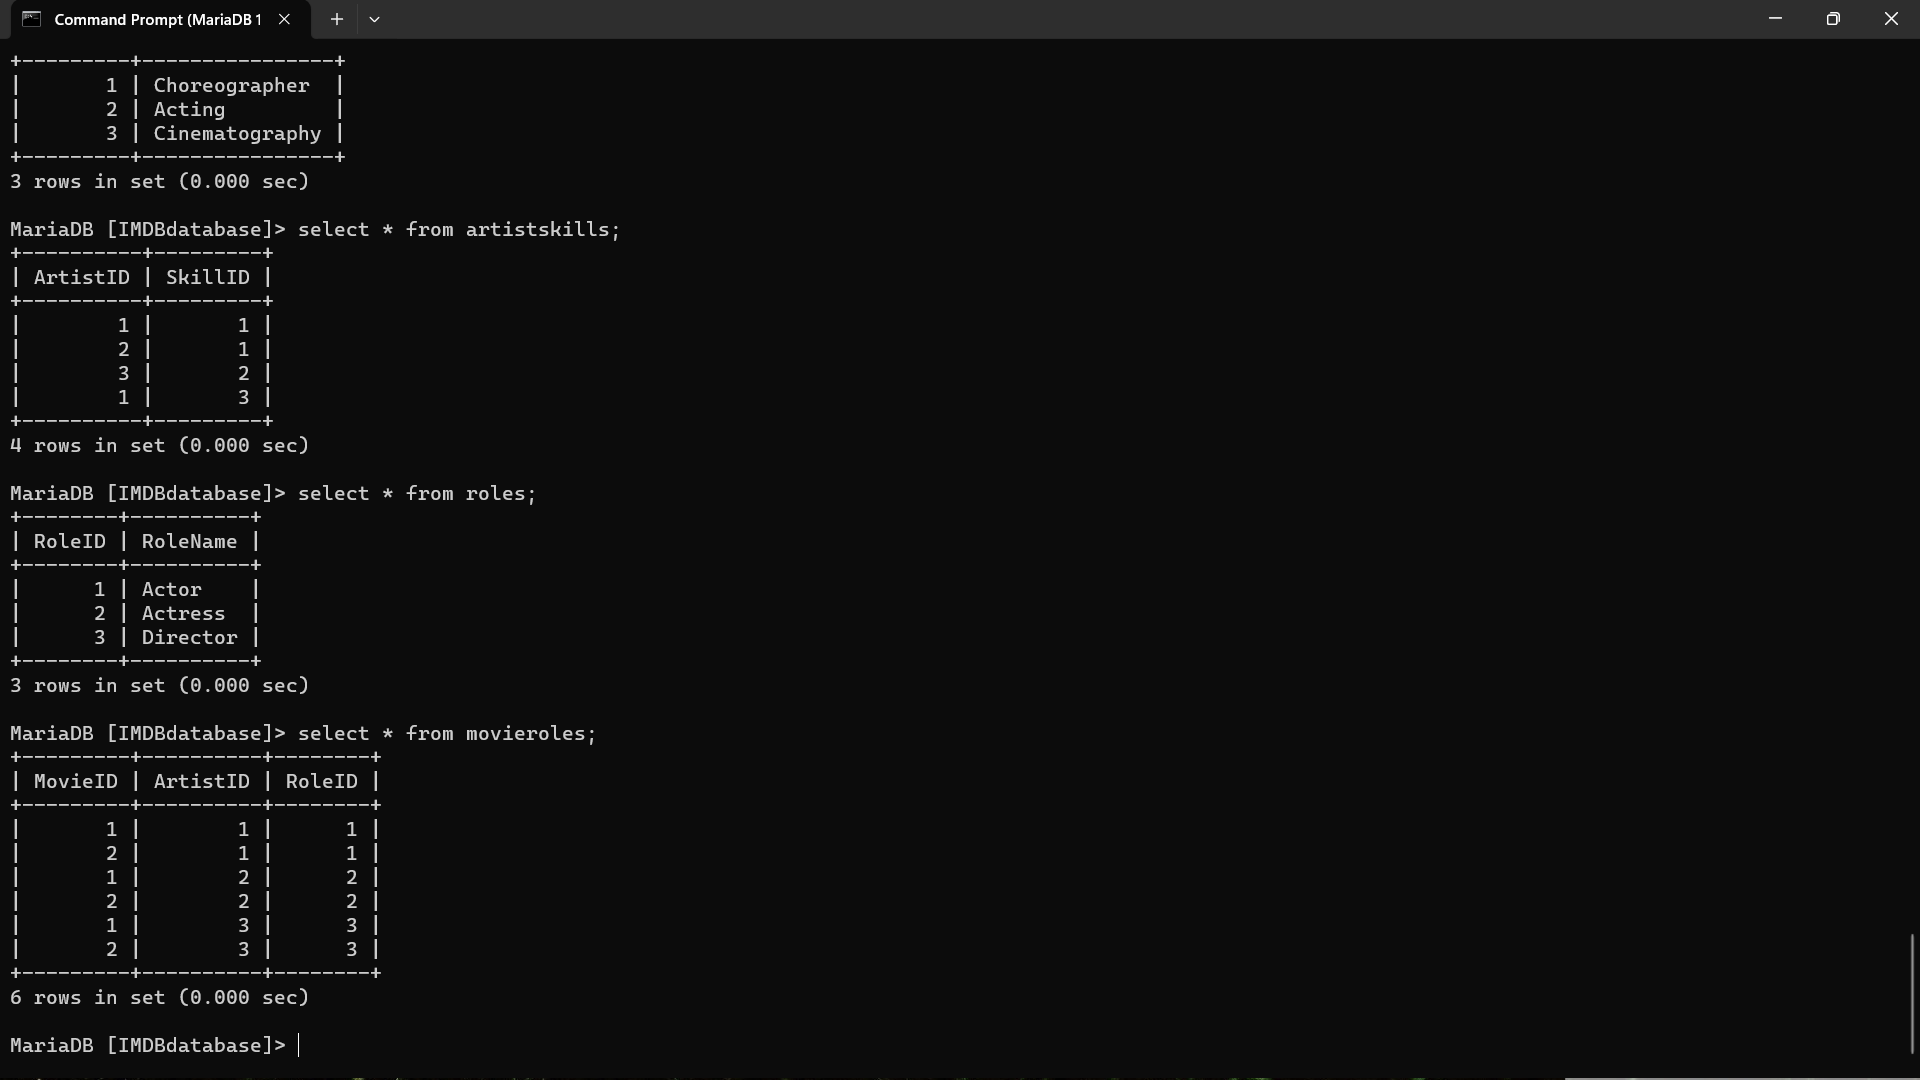 Command Prompt (MariaDB 1
+---------+----------------+
|       1 | Choreographer  |
|       2 | Acting         |
|       3 | Cinematography |
+---------+----------------+
3 rows in set (0.000 sec)

MariaDB [IMDBdatabase]> select * from artistskills;
+----------+---------+
| ArtistID | SkillID |
+----------+---------+
|        1 |       1 |
|        2 |       1 |
|        3 |       2 |
|        1 |       3 |
+----------+---------+
4 rows in set (0.000 sec)

MariaDB [IMDBdatabase]> select * from roles;
+--------+----------+
| RoleID | RoleName |
+--------+----------+
|      1 | Actor    |
|      2 | Actress  |
|      3 | Director |
+--------+----------+
3 rows in set (0.000 sec)

MariaDB [IMDBdatabase]> select * from movieroles;
+---------+----------+--------+
| MovieID | ArtistID | RoleID |
+---------+----------+--------+
|       1 |        1 |      1 |
|       2 |        1 |      1 |
|       1 |        2 |      2 |
|       2 |        2 |      2 |
|       1 |        3 |      3 |
|       2 |        3 |      3 |
+---------+----------+--------+
6 rows in set (0.000 sec)

MariaDB [IMDBdatabase]>